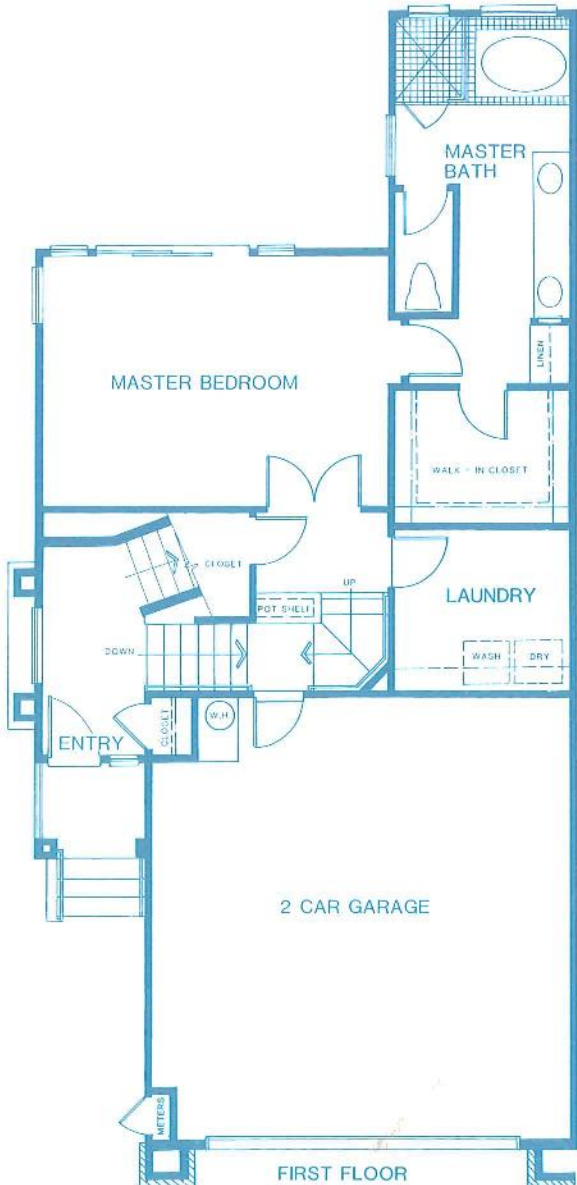 MASTER
BATH
LINEN
MASTER BEDROOM
WALK - IN CLOSET
CLOSET
UP
LAUNDRY
POT SHELF
DOWN
WASH
DRY
CLOSET
W.H.
ENTRY
2 CAR GARAGE
METERS
FIRST FLOOR